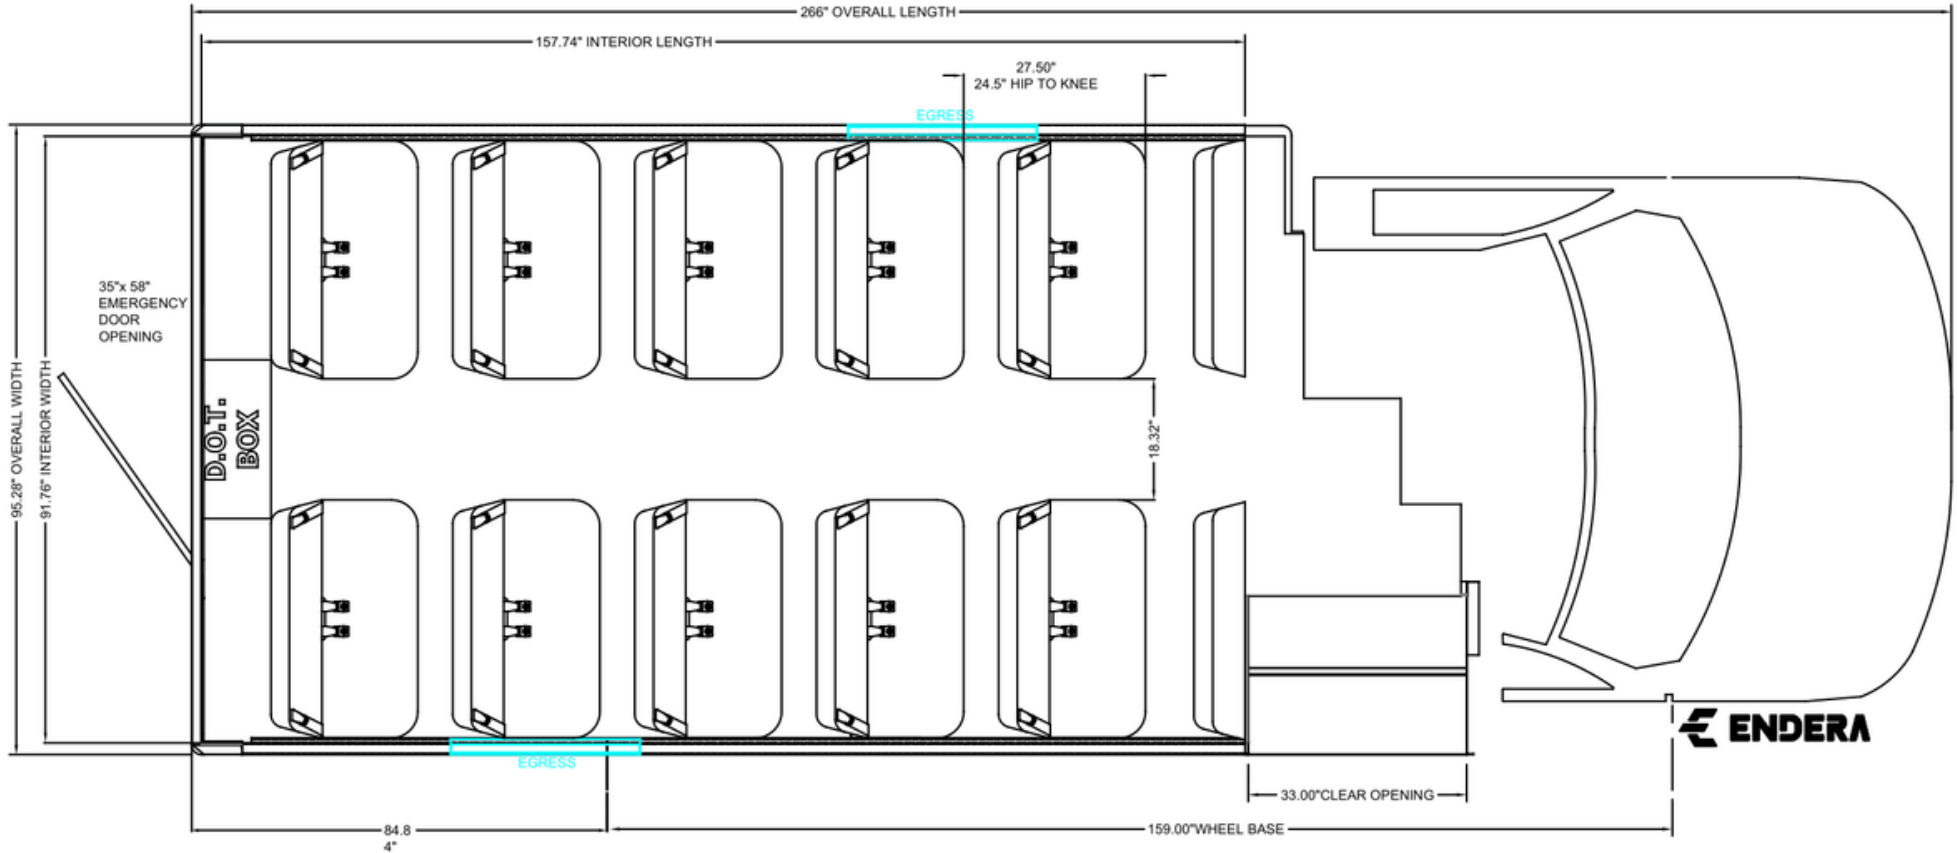 266" OVERALL LENGTH
157.74" INTERIOR LENGTH
27.50"
24.5" HIP TO KNEE
EGRESS
35"x 58"
EMERGENCY
DOOR
OPENING
95.28" OVERALL WIDTH
91.76" INTERIOR WIDTH
D.O.T.
BOX
18.32"
ENDERA
EGRESS
33.00"CLEAR OPENING
84.8
4"
159.00"WHEEL BASE